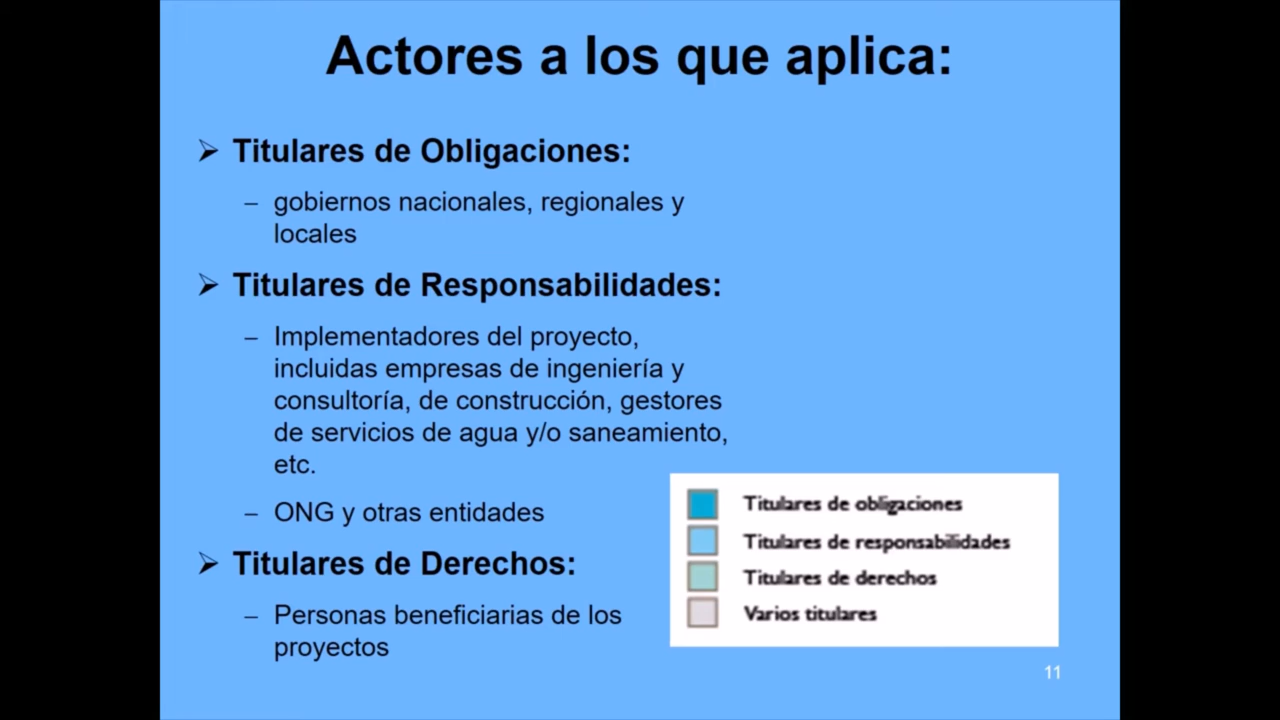 Actores a los que aplica:
➢ Titulares de Obligaciones:
– gobiernos nacionales, regionales y
locales
➢ Titulares de Responsabilidades:
– Implementadores del proyecto,
incluidas empresas de ingeniería y
consultoría, de construcción, gestores
de servicios de agua y/o saneamiento,
etc.
– ONG y otras entidades
➢ Titulares de Derechos:
– Personas beneficiarias de los
proyectos
Titulares de obligaciones
Titulares de responsabilidades
Titulares de derechos
Varios titulares
11